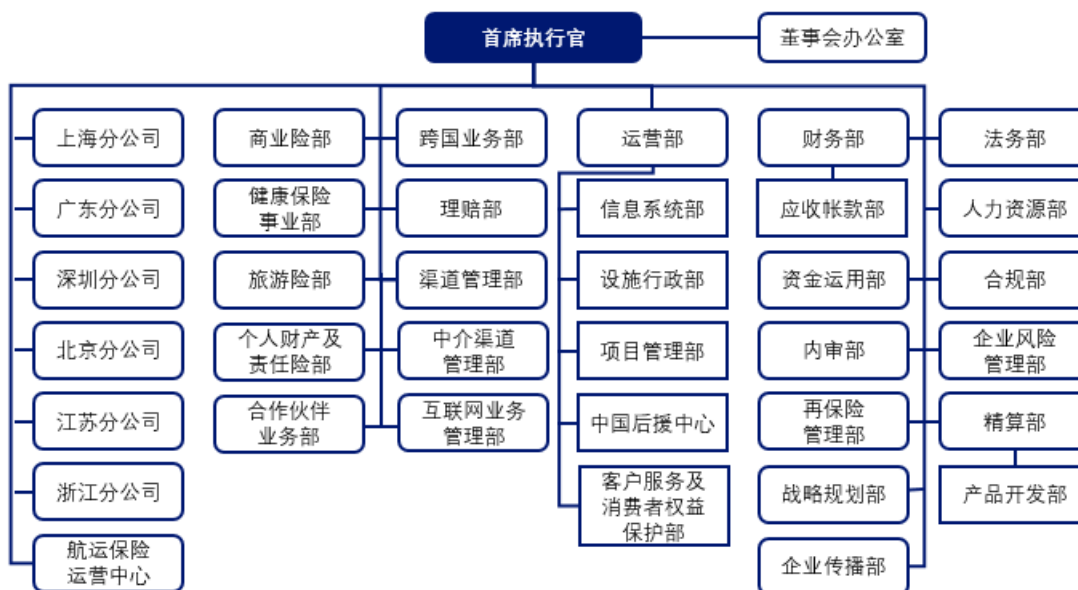 首席执行官
董事会办公室
上海分公司
商业险部
跨国业务部
运营部
财务部
法务部
广东分公司
健康保险
事业部
理赔部
信息系统部
应收帐款部
人力资源部
深圳分公司
旅游险部
渠道管理部
设施行政部
资金运用部
合规部
北京分公司
个人财产及
责任险部
中介渠道
管理部
项目管理部
内审部
企业风险
管理部
江苏分公司
合作伙伴
业务部
互联网业务
管理部
中国后援中心
再保险
管理部
精算部
浙江分公司
客户服务及
消费者权益
保护部
战略规划部
产品开发部
航运保险
运营中心
企业传播部